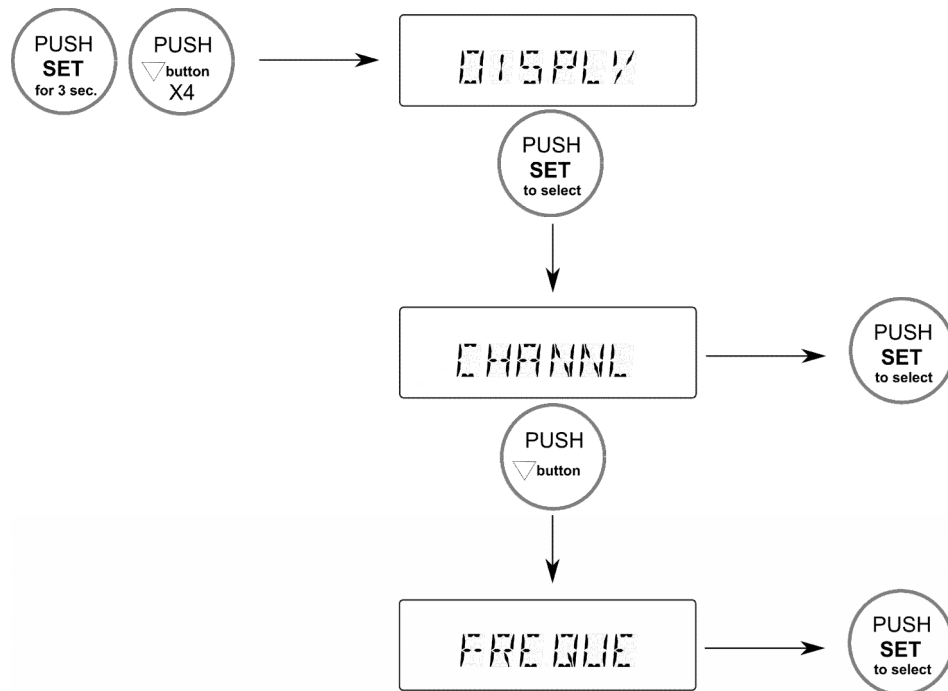 PUSH
SET
for 3 sec.
PUSH
▽button
X4
DISPLY
PUSH
SET
to select
CHANNL
PUSH
SET
to select
PUSH
▽button
FREQUE
PUSH
SET
to select